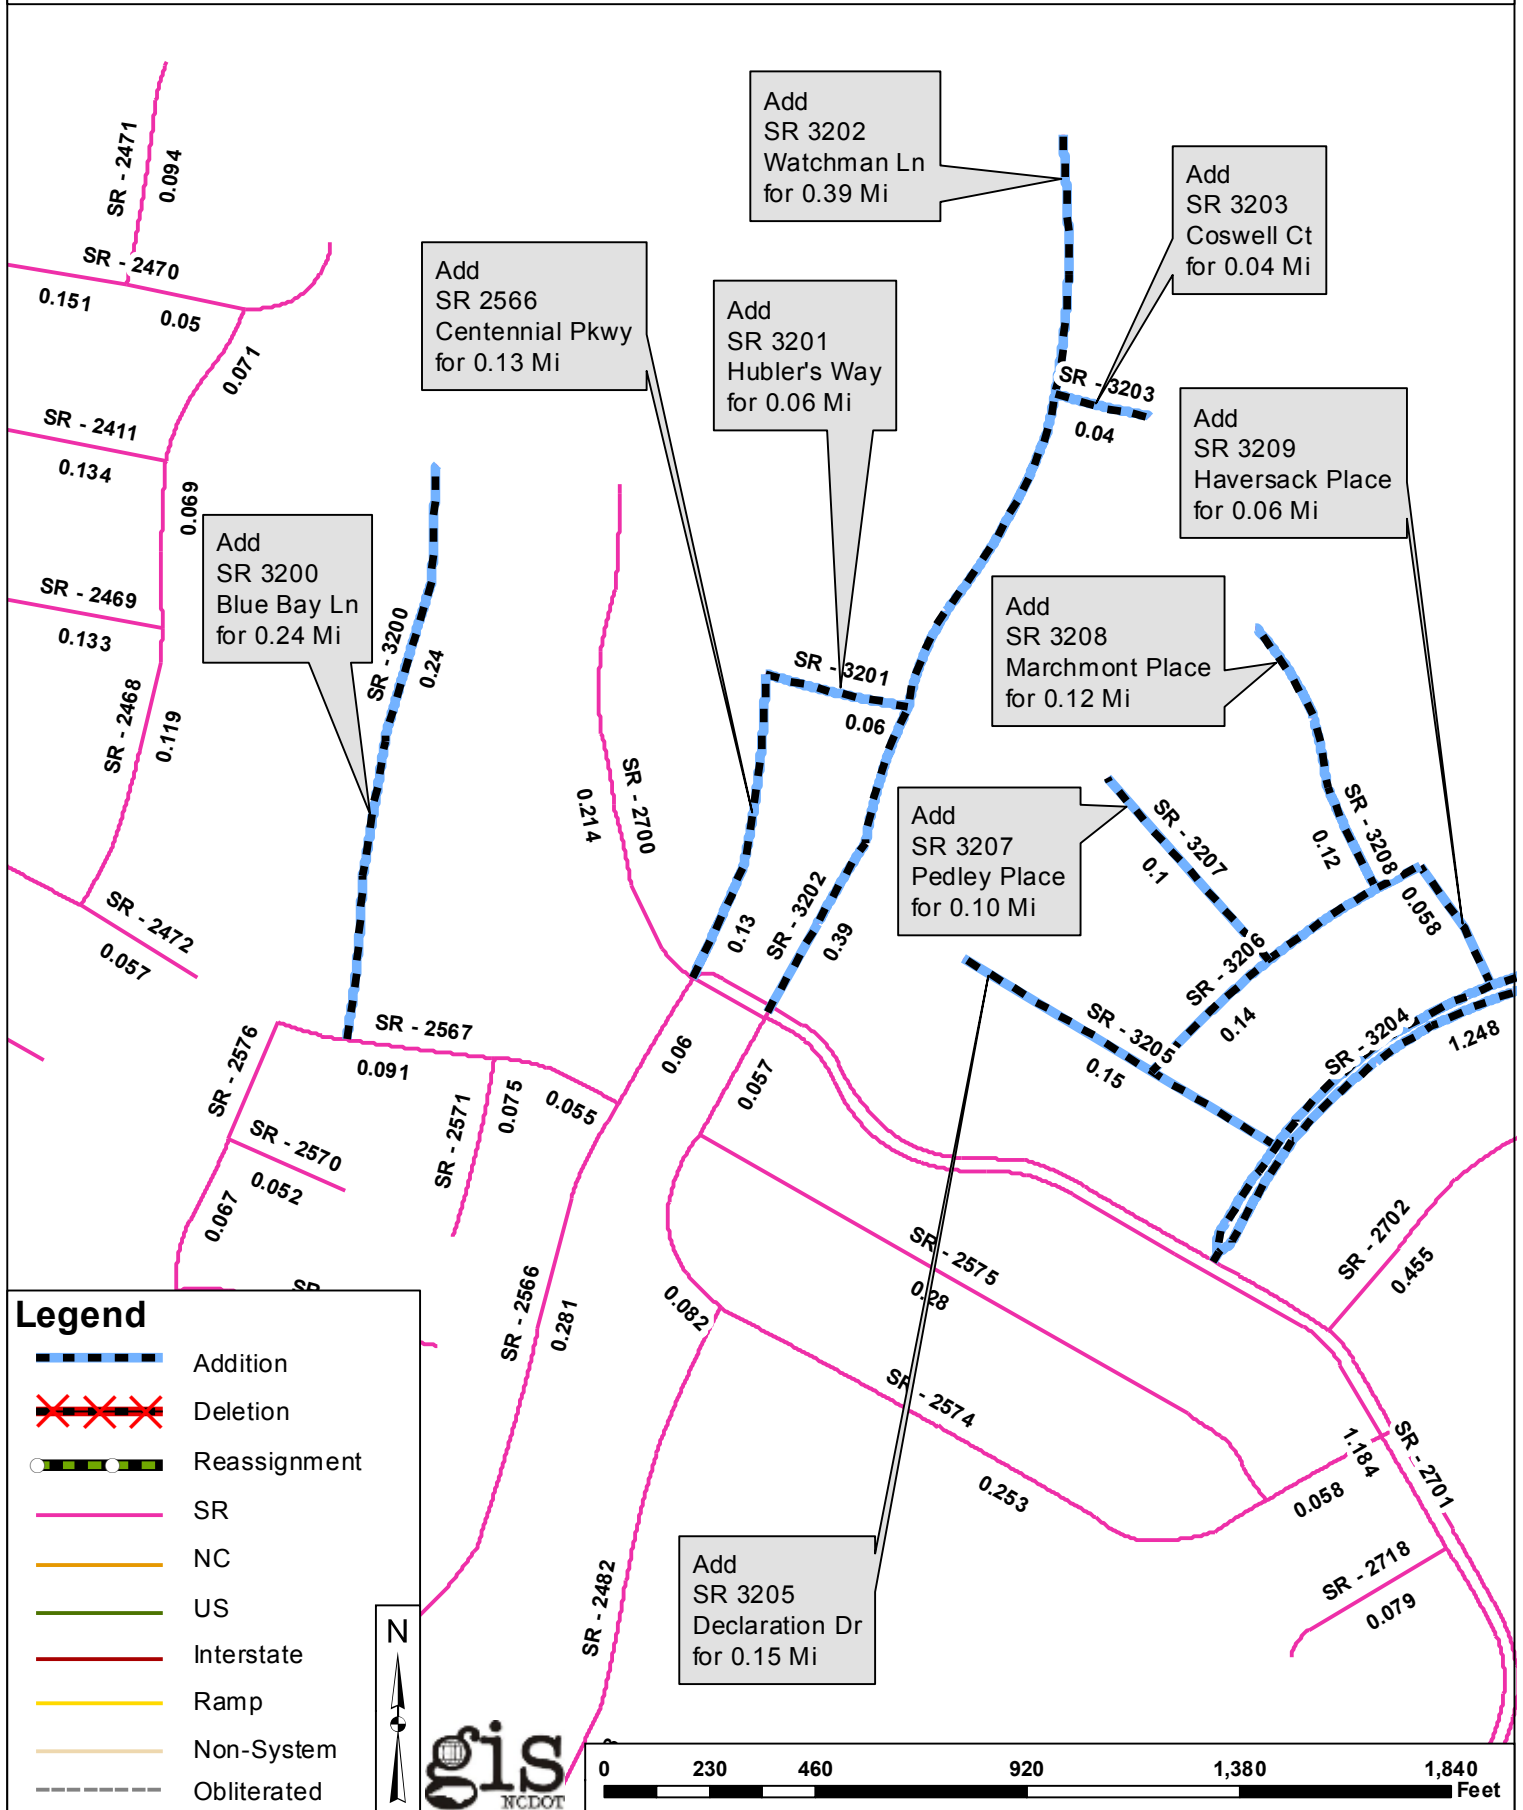 Add
SR 3202
Watchman Ln
for 0.39 Mi
Add
SR 3203
Coswell Ct
for 0.04 Mi
SR - 2471
0.094
SR - 2470
0.151
0.05
0.071
Add
SR 2566
Centennial Pkwy
for 0.13 Mi
Add
SR 3201
Hubler's Way
for 0.06 Mi
SR - 3203
0.04
Add
SR 3209
Haversack Place
for 0.06 Mi
SR - 2411
0.134
0.069
Add
SR 3200
Blue Bay Ln
for 0.24 Mi
SR - 2469
0.133
SR - 3200
0.24
Add
SR 3208
Marchmont Place
for 0.12 Mi
SR - 3201
0.06
SR - 2468
0.119
SR - 2700
0.214
Add
SR 3207
Pedley Place
for 0.10 Mi
SR - 3207
0.1
SR - 3208
0.12
0.058
SR - 2472
0.057
0.13
SR - 3202
0.39
SR - 3206
0.14
SR - 3205
0.15
SR - 3204
1.248
SR - 2576
SR - 2567
0.091
0.06
0.057
SR - 2571
0.075
0.055
SR - 2570
0.052
0.067
SR - 2702
0.455
SR - 2575
0.28
SR - 2566
0.281
0.082
SR - 2574
0.253
1.184
SR - 2701
0.058
SR - 2718
0.079
SR - 2482
Add
SR 3205
Declaration Dr
for 0.15 Mi
Legend
Addition
Deletion
Reassignment
SR
NC
US
Interstate
Ramp
Non-System
Obliterated
N
gis
NCDOT
0 230 460 920 1,380 1,840
Feet